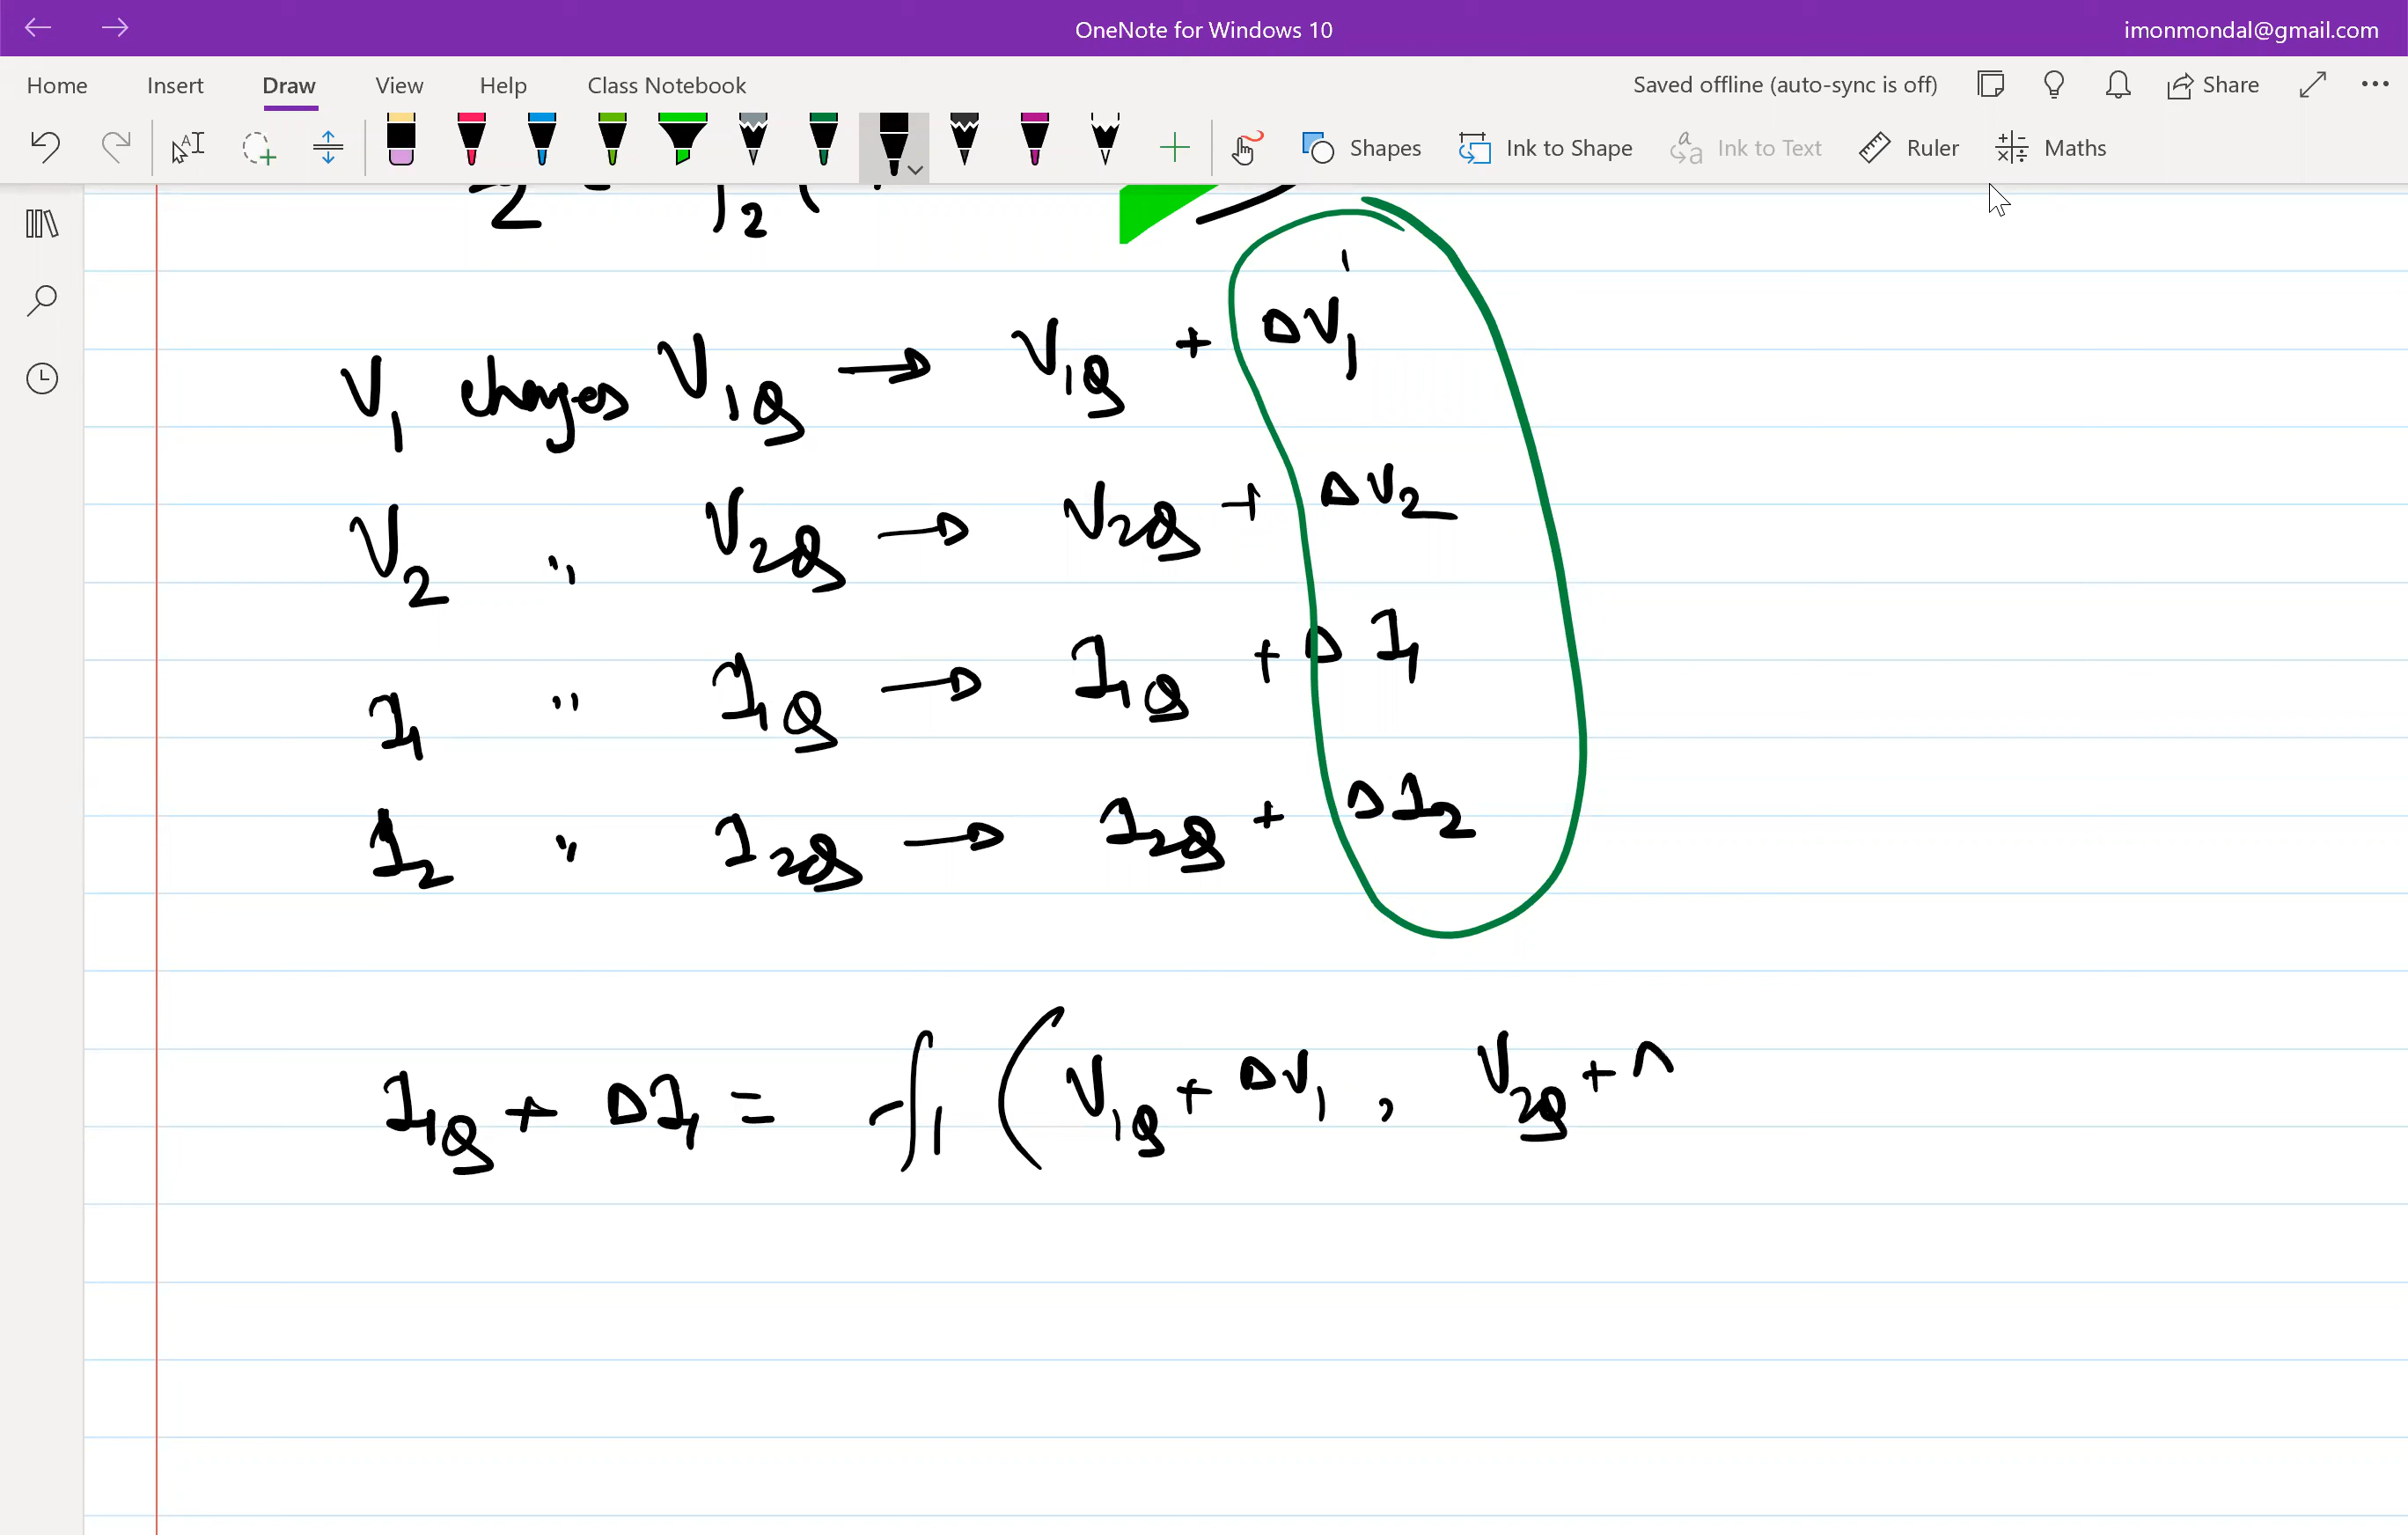 OneNote for Windows 10 imonmondal@gmail.com
Home Insert Draw View Help Class Notebook Saved offline (auto-sync is off) Share
Shapes Ink to Shape Ink to Text Ruler Maths
V₁ changes V₁Q → V₁Q + ΔV₁
V₂ " V₂Q → V₂Q + ΔV₂
I₁ " I₁Q → I₁Q + ΔI₁
I₂ " I₂Q → I₂Q + ΔI₂
I₁Q + ΔI₁ = f₁ ( V₁Q + ΔV₁ , V₂Q +